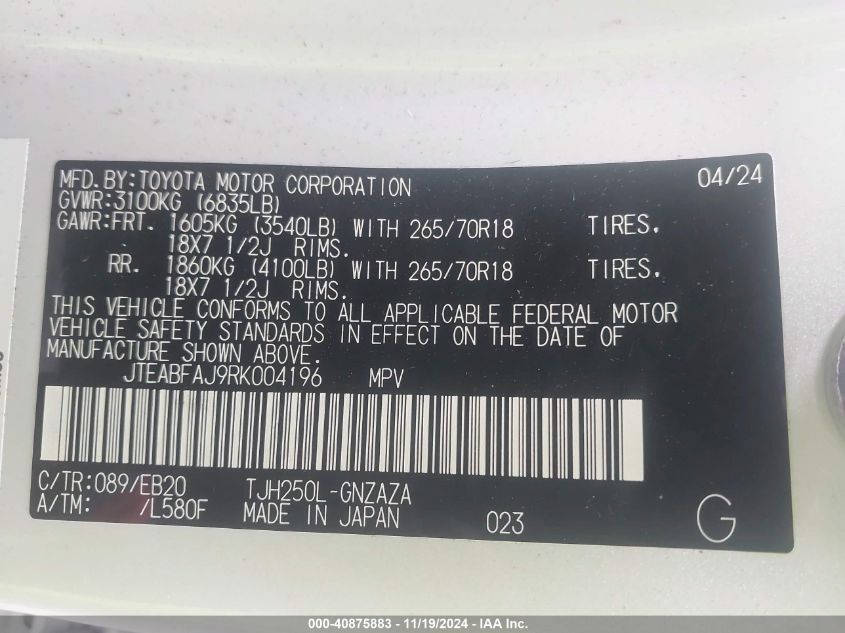 MFD.BY:TOYOTA MOTOR CORPORATION 04/24
GVWR:3100KG (6835LB)
GAWR:FRT. 1605KG (3540LB) WITH 265/70R18 TIRES.
18X7 1/2J RIMS.
RR. 1860KG (4100LB) WITH 265/70R18 TIRES.
18X7 1/2J RIMS.
THIS VEHICLE CONFORMS TO ALL APPLICABLE FEDERAL MOTOR
VEHICLE SAFETY STANDARDS IN EFFECT ON THE DATE OF
MANUFACTURE SHOWN ABOVE.
JTEABFAJ9RK004196 MPV
C/TR:089/EB20 TJH250L-GNZAZA
A/TM: /L580F MADE IN JAPAN 023 G
000-40875883 - 11/19/2024 - IAA Inc.